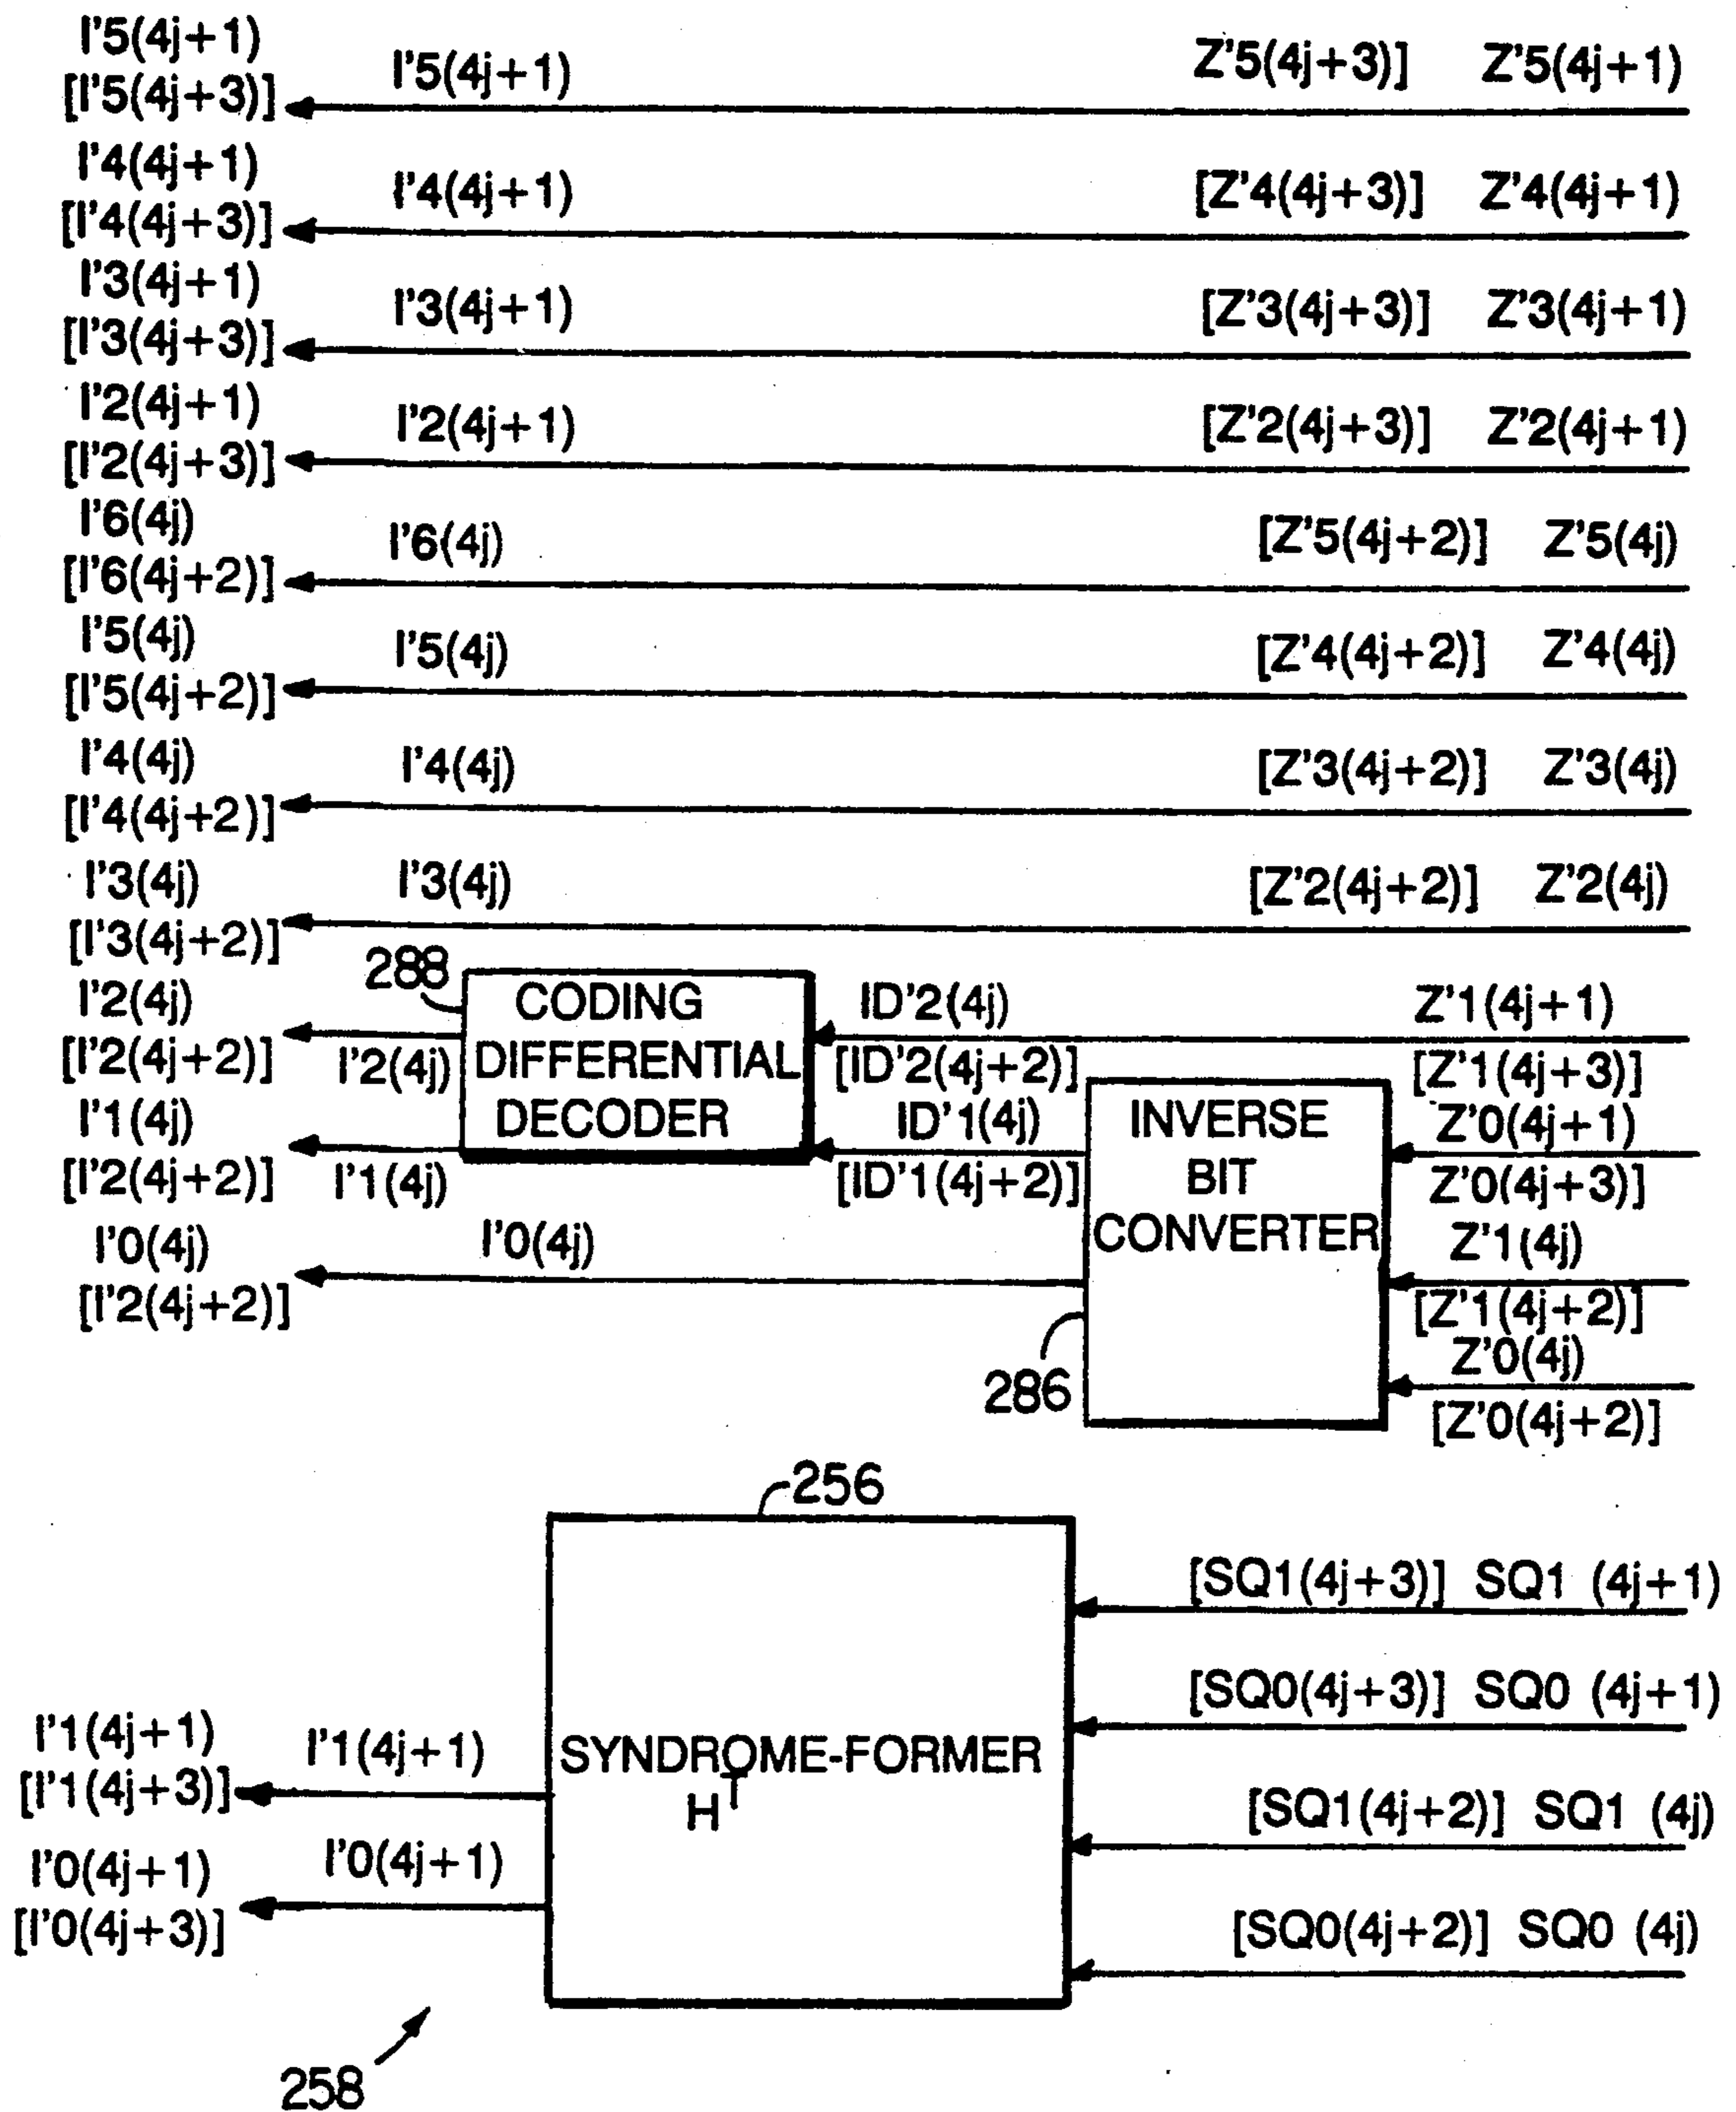 I'5(4j+1)
[I'5(4j+3)] I'5(4j+1) Z'5(4j+3)] Z'5(4j+1)
I'4(4j+1)
[I'4(4j+3)] I'4(4j+1) [Z'4(4j+3)] Z'4(4j+1)
I'3(4j+1)
[I'3(4j+3)] I'3(4j+1) [Z'3(4j+3)] Z'3(4j+1)
I'2(4j+1)
[I'2(4j+3)] I'2(4j+1) [Z'2(4j+3)] Z'2(4j+1)
I'6(4j)
[I'6(4j+2)] I'6(4j) [Z'5(4j+2)] Z'5(4j)
I'5(4j)
[I'5(4j+2)] I'5(4j) [Z'4(4j+2)] Z'4(4j)
I'4(4j)
[I'4(4j+2)] I'4(4j) [Z'3(4j+2)] Z'3(4j)
I'3(4j) I'3(4j) [Z'2(4j+2)] Z'2(4j)
[I'3(4j+2)]
288
I'2(4j) CODING ID'2(4j) Z'1(4j+1)
[I'2(4j+2)] I'2(4j) DIFFERENTIAL [ID'2(4j+2)] [Z'1(4j+3)]
I'1(4j) DECODER ID'1(4j) INVERSE Z'0(4j+1)
[I'2(4j+2)] I'1(4j) [ID'1(4j+2)] BIT Z'0(4j+3)]
I'0(4j) I'0(4j) CONVERTER Z'1(4j)
[I'2(4j+2)] [Z'1(4j+2)]
Z'0(4j)
286 [Z'0(4j+2)]
256
[SQ1(4j+3)] SQ1 (4j+1)
[SQ0(4j+3)] SQ0 (4j+1)
I'1(4j+1) I'1(4j+1) SYNDROME-FORMER
[I'1(4j+3)] H^T [SQ1(4j+2)] SQ1 (4j)
I'0(4j+1) I'0(4j+1)
[I'0(4j+3)] [SQ0(4j+2)] SQ0 (4j)
258